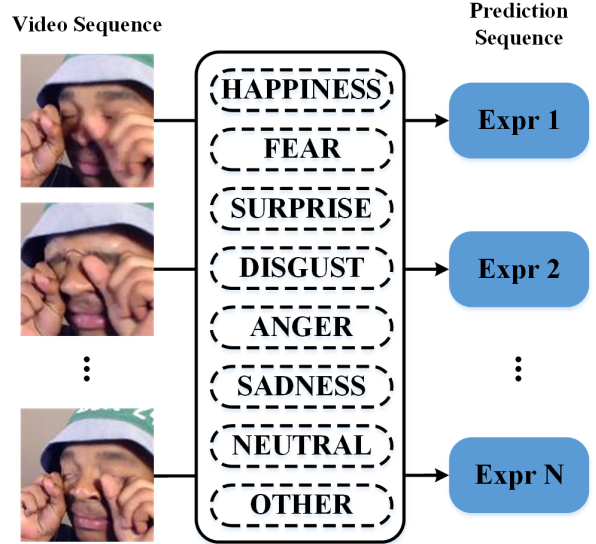 Video Sequence
Prediction
Sequence
HAPPINESS
FEAR
SURPRISE
DISGUST
ANGER
SADNESS
NEUTRAL
OTHER
Expr 1
Expr 2
Expr N